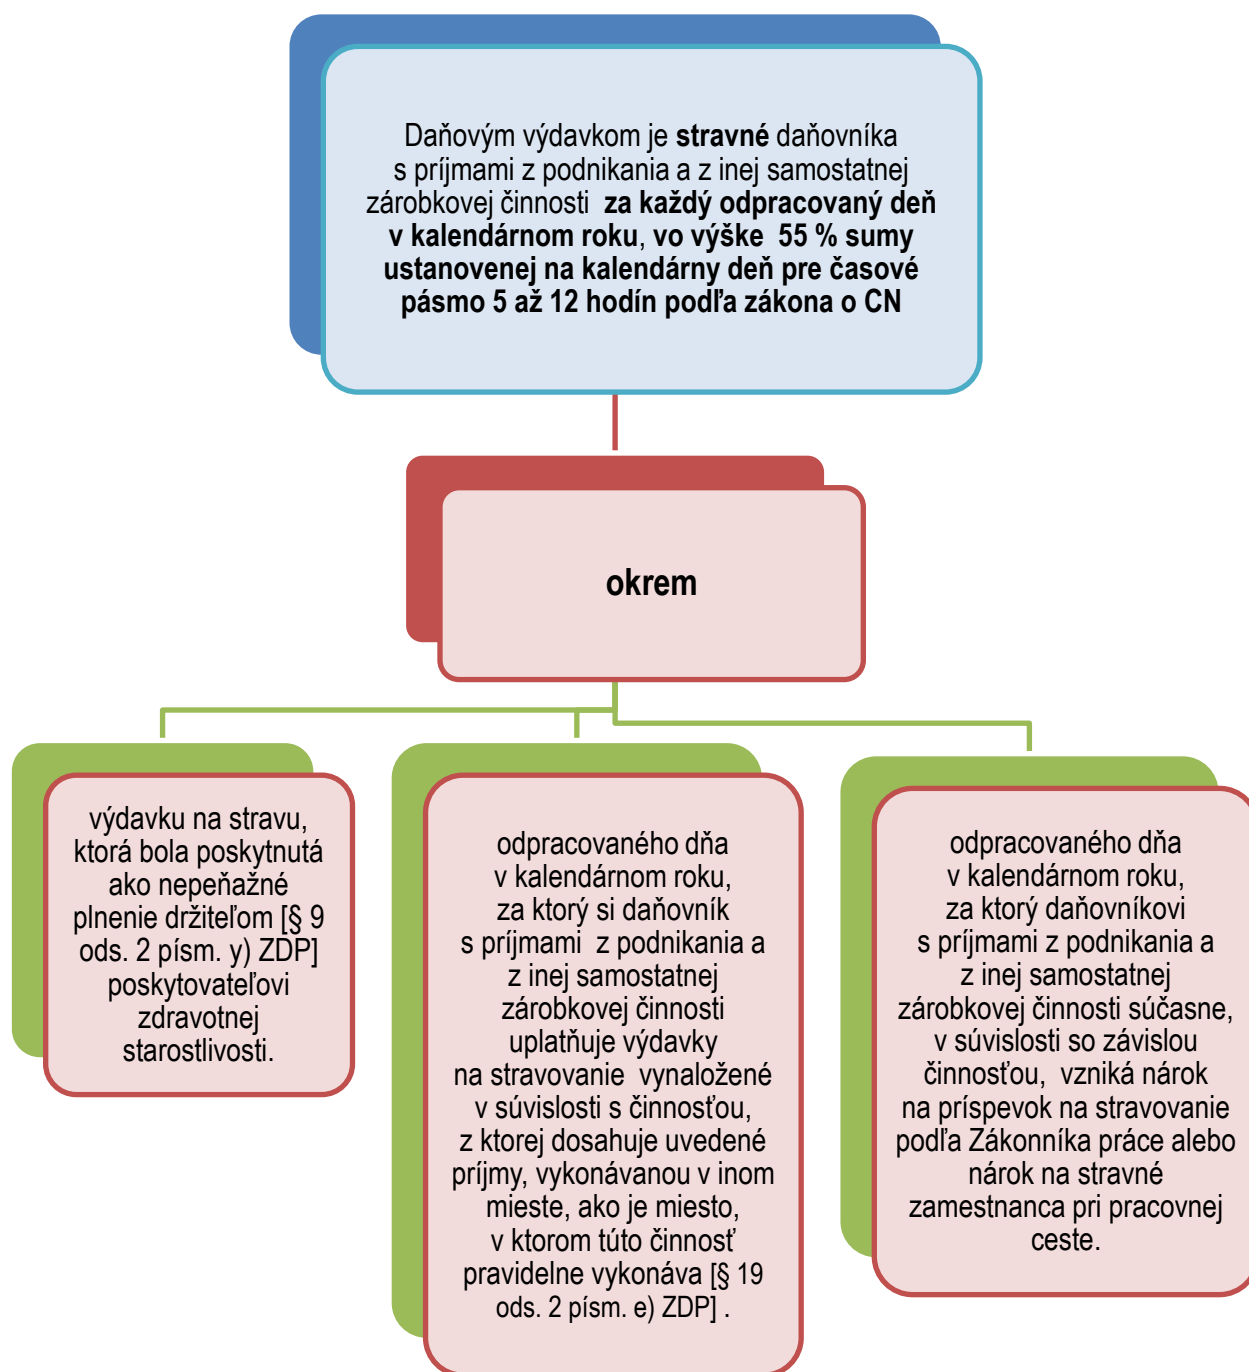 Daňovým výdavkom je stravné daňovníka
s príjmami z podnikania a z inej samostatnej
zárobkovej činnosti za každý odpracovaný deň
v kalendárnom roku, vo výške 55 % sumy
ustanovenej na kalendárny deň pre časové
pásmo 5 až 12 hodín podľa zákona o CN
okrem
výdavku na stravu,
ktorá bola poskytnutá
ako nepeňažné
plnenie držiteľom [§ 9
ods. 2 písm. y) ZDP]
poskytovateľovi
zdravotnej
starostlivosti.
odpracovaného dňa
v kalendárnom roku,
za ktorý si daňovník
s príjmami z podnikania a
z inej samostatnej
zárobkovej činnosti
uplatňuje výdavky
na stravovanie vynaložené
v súvislosti s činnosťou,
z ktorej dosahuje uvedené
príjmy, vykonávanou v inom
mieste, ako je miesto,
v ktorom túto činnosť
pravidelne vykonáva [§ 19
ods. 2 písm. e) ZDP] .
odpracovaného dňa
v kalendárnom roku,
za ktorý daňovníkovi
s príjmami z podnikania a
z inej samostatnej
zárobkovej činnosti súčasne,
v súvislosti so závislou
činnosťou, vzniká nárok
na príspevok na stravovanie
podľa Zákonníka práce alebo
nárok na stravné
zamestnanca pri pracovnej
ceste.